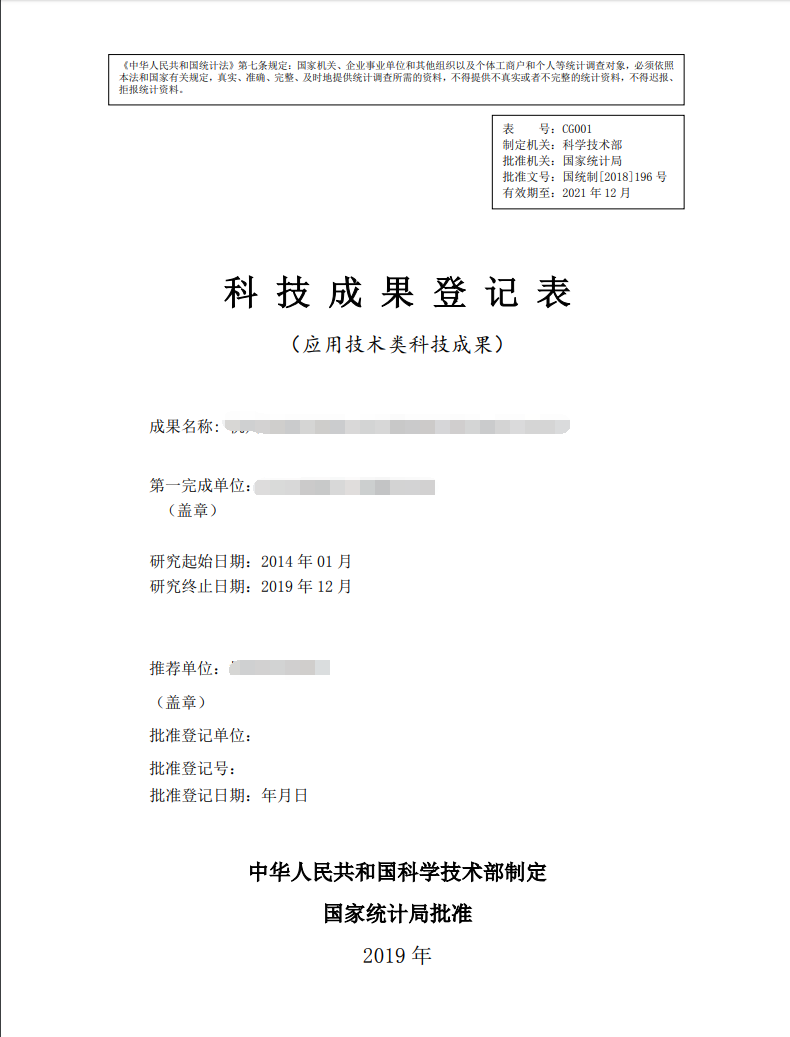 《中华人民共和国统计法》第七条规定：国家机关、企业事业单位和其他组织以及个体工商户和个人等统计调查对象，必须依照
本法和国家有关规定，真实、准确、完整、及时地提供统计调查所需的资料，不得提供不真实或者不完整的统计资料，不得迟报、
拒报统计资料。
表　　号：CG001
制定机关：科学技术部
批准机关：国家统计局
批准文号：国统制[2018]196 号
有效期至：2021 年 12 月
科 技 成 果 登 记 表
（应用技术类科技成果）
成果名称：
第一完成单位：
（盖章）
研究起始日期：2014 年 01 月
研究终止日期：2019 年 12 月
推荐单位：
（盖章）
批准登记单位：
批准登记号：
批准登记日期：年月日
中华人民共和国科学技术部制定
国家统计局批准
2019 年